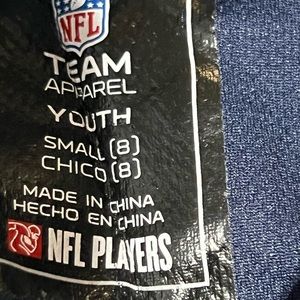 NFL
TEAM
APPAREL
YOUTH
SMALL (8)
CHICO (8)
MADE IN CHINA
HECHO EN CHINA
NFL PLAYERS